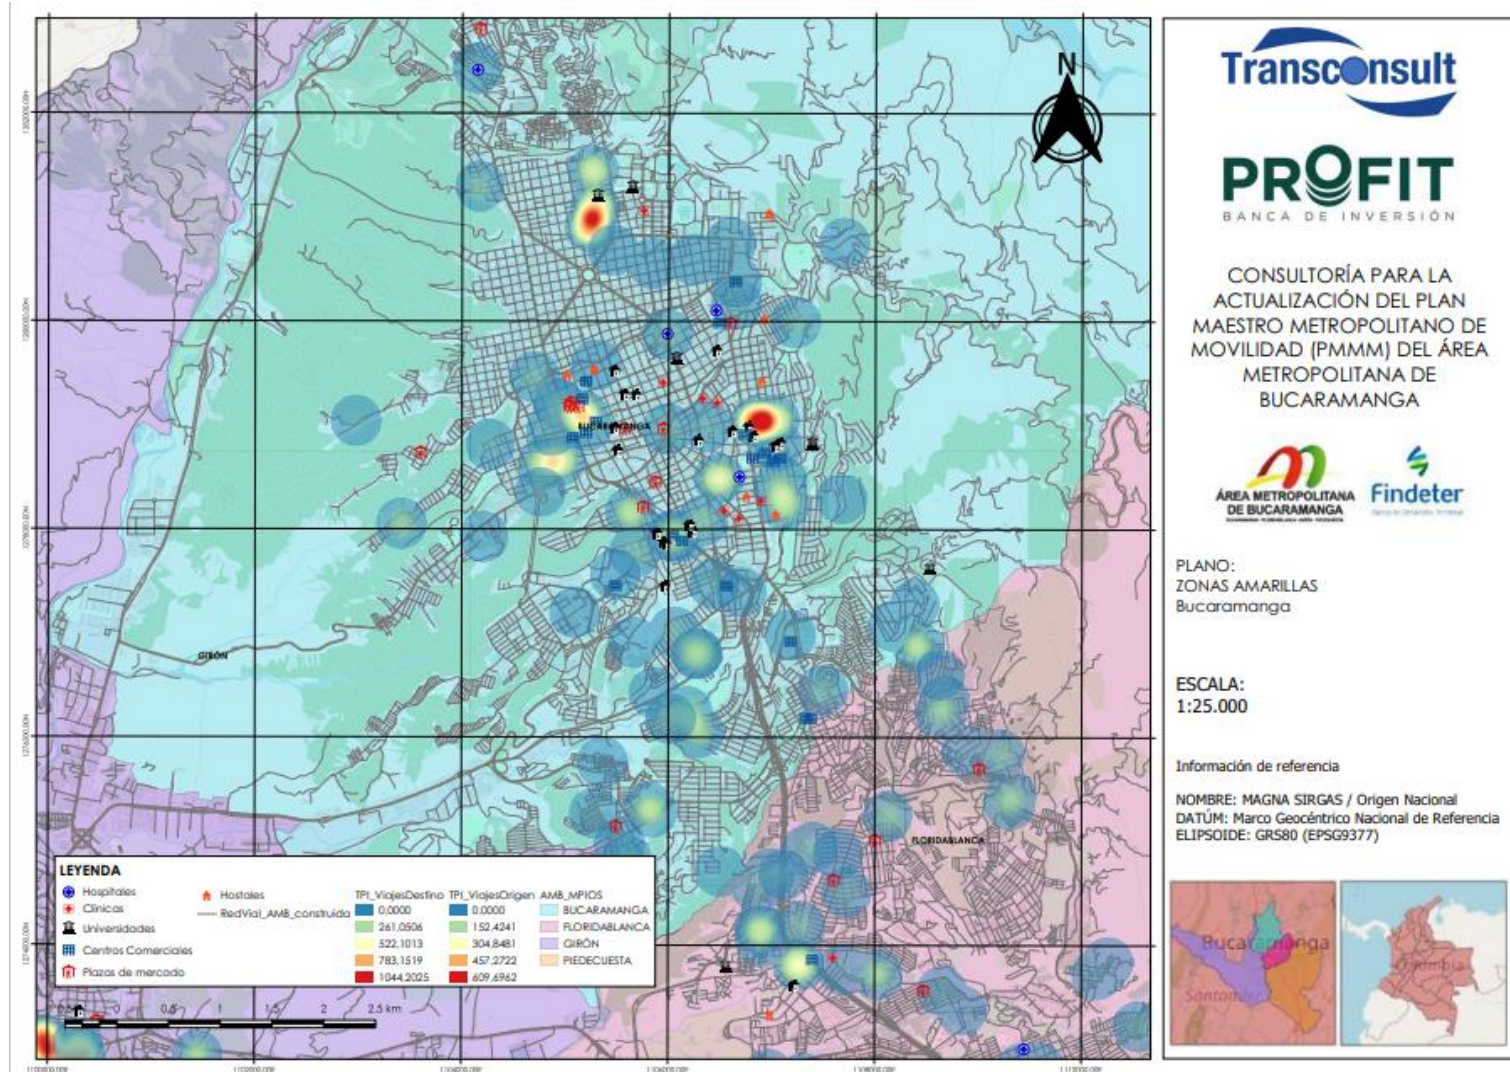 N
BUCARAMANGA
GIRÓN
FLORIDABLANCA
LEYENDA
Hospitales
Clínicas
Universidades
Centros Comerciales
Plazas de mercado
Hostales
RedVial_AMB_construida
TPI_ViajesDestino
0,0000
261,0506
522,1013
783,1519
1044,2025
TPI_ViajesOrigen
0,0000
152,4241
304,8481
457,2722
609,6962
AMB_MPIOS
BUCARAMANGA
FLORIDABLANCA
GIRÓN
PIEDECUESTA
0 0,5 1 1,5 2 2,5 km
Transconsult
PROFIT
BANCA DE INVERSIÓN
CONSULTORÍA PARA LA
ACTUALIZACIÓN DEL PLAN
MAESTRO METROPOLITANO DE
MOVILIDAD (PMMM) DEL ÁREA
METROPOLITANA DE
BUCARAMANGA
ÁREA METROPOLITANA
DE BUCARAMANGA
Findeter
PLANO:
ZONAS AMARILLAS
Bucaramanga
ESCALA:
1:25.000
Información de referencia
NOMBRE: MAGNA SIRGAS / Origen Nacional
DATÚM: Marco Geocéntrico Nacional de Referencia
ELIPSOIDE: GRS80 (EPSG9377)
Bucaramanga
Colombia